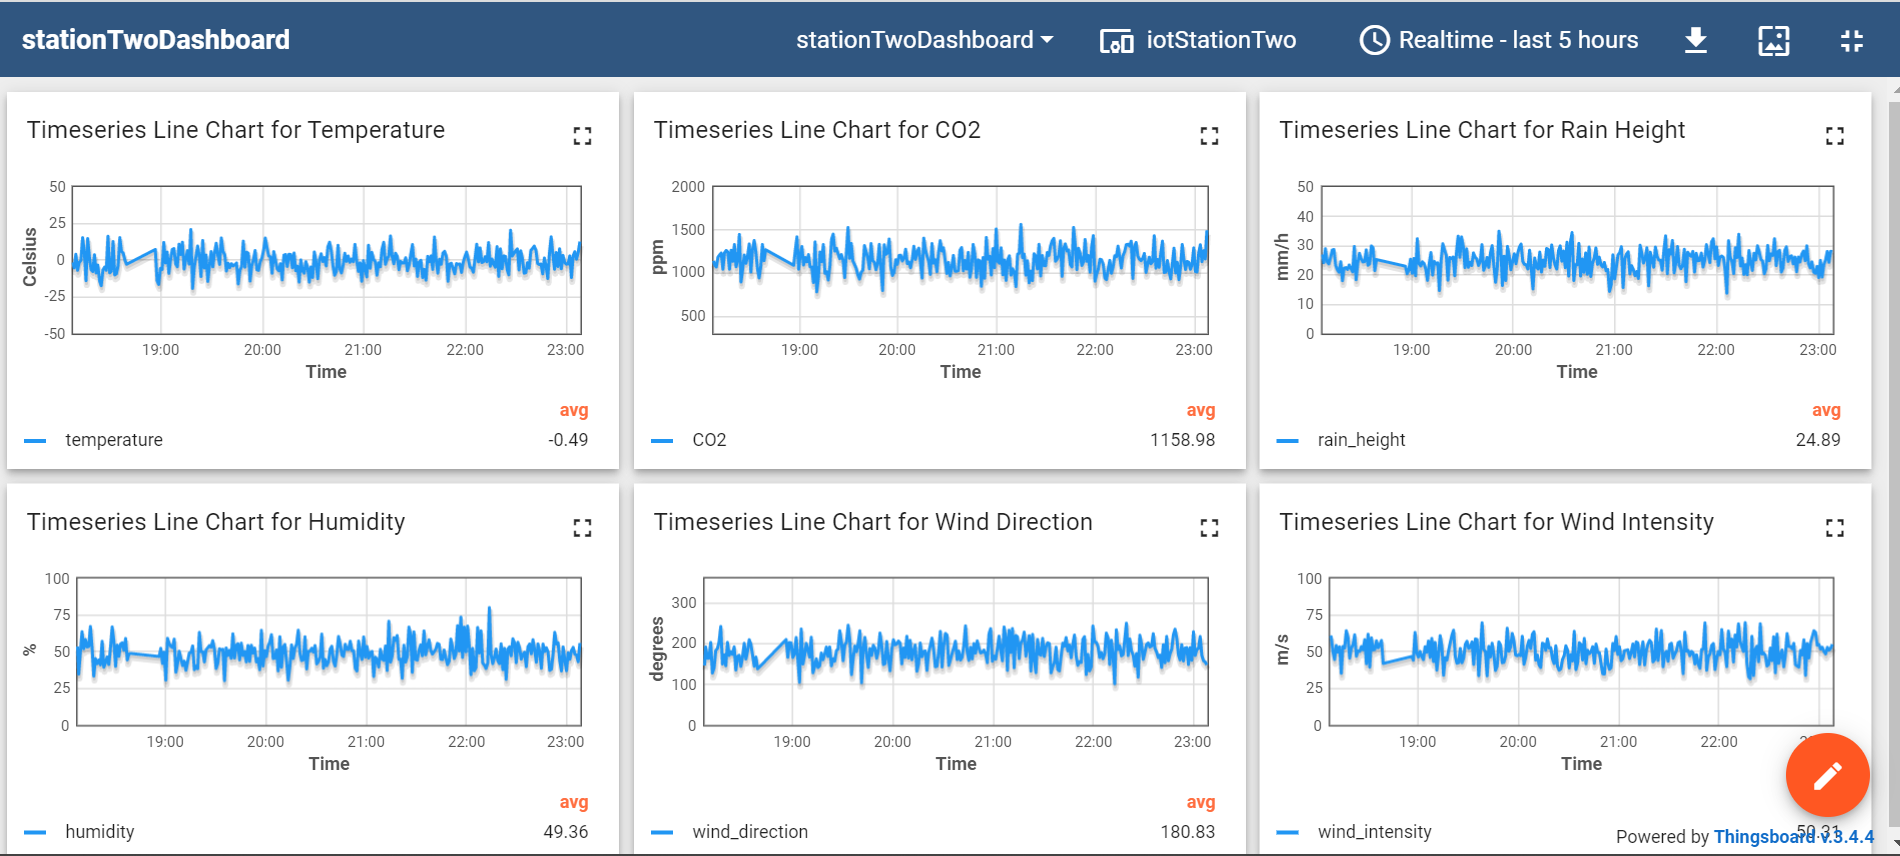 stationTwoDashboard
stationTwoDashboard
iotStationTwo
Realtime - last 5 hours
Timeseries Line Chart for Temperature
50
25
0
-25
-50
Celsius
19:00 20:00 21:00 22:00 23:00
Time
avg
temperature -0.49
Timeseries Line Chart for CO2
2000
1500
1000
500
ppm
19:00 20:00 21:00 22:00 23:00
Time
avg
CO2 1158.98
Timeseries Line Chart for Rain Height
50
40
30
20
10
0
mm/h
19:00 20:00 21:00 22:00 23:00
Time
avg
rain_height 24.89
Timeseries Line Chart for Humidity
100
75
50
25
0
%
19:00 20:00 21:00 22:00 23:00
Time
avg
humidity 49.36
Timeseries Line Chart for Wind Direction
300
200
100
0
degrees
19:00 20:00 21:00 22:00 23:00
Time
avg
wind_direction 180.83
Timeseries Line Chart for Wind Intensity
100
75
50
25
0
m/s
19:00 20:00 21:00 22:00
Time
wind_intensity 50.31
Powered by Thingsboard v.3.4.4